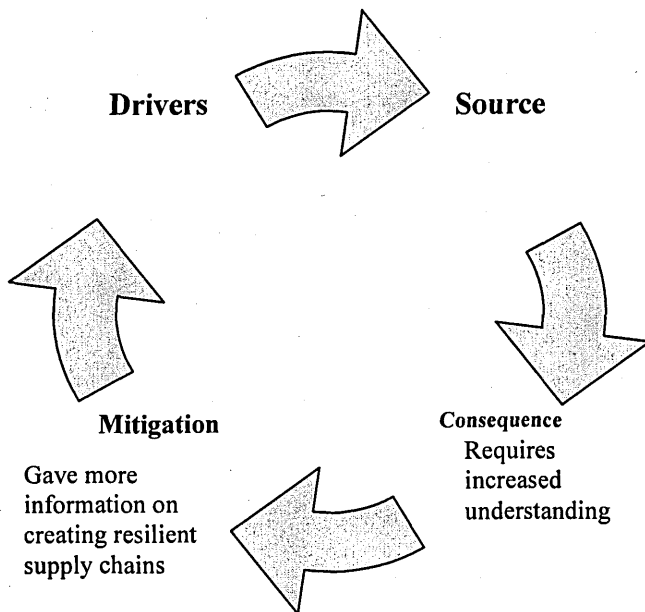 Drivers
Source
Consequence
Requires
increased
understanding
Mitigation
Gave more
information on
creating resilient
supply chains